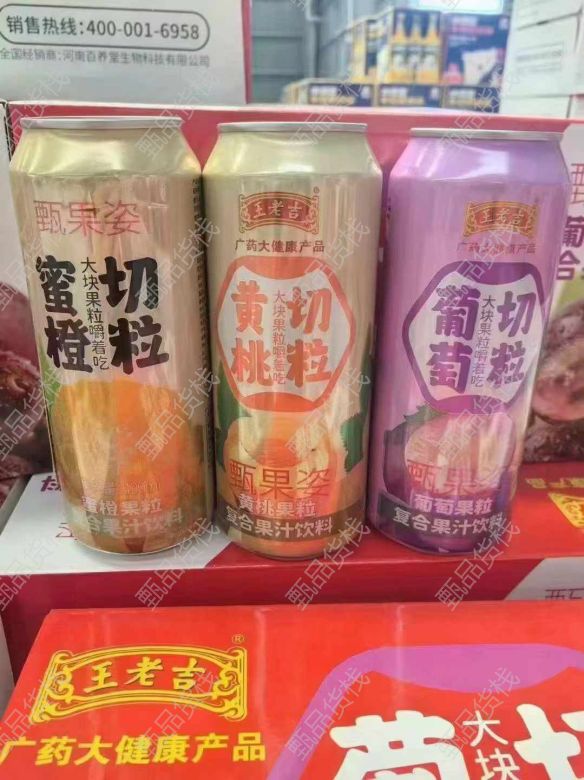 销售热线:400-001-6958
全国经销商:河南百养堂生物科技有限公司
甄果姿
蜜橙
大块果粒嚼着吃
切粒
蜜橙果粒
复合果汁饮料
王老吉®
广药大健康产品
黄桃
大块果粒嚼着吃
切粒
甄果姿
黄桃果粒
复合果汁饮料
王老吉®
广药大健康产品
葡萄
大块果粒嚼着吃
切粒
甄果姿
葡萄果粒
复合果汁饮料
王老吉®
广药大健康产品
葡
大块
切
甄品货栈